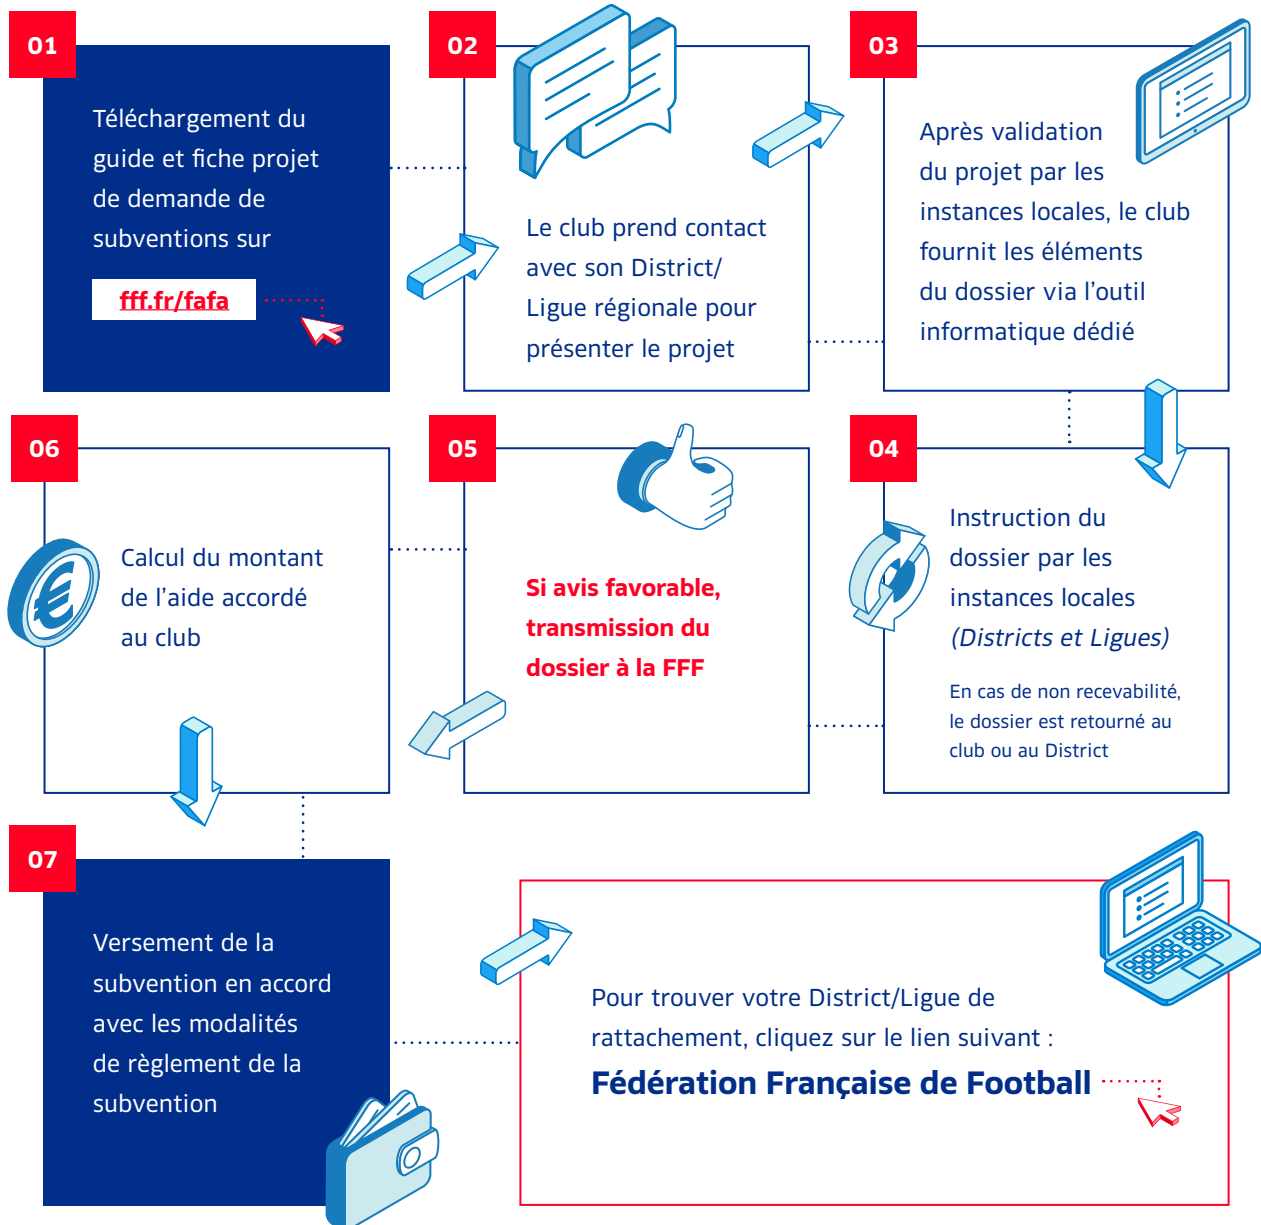 01
Téléchargement du
guide et fiche projet
de demande de
subventions sur
fff.fr/fafa
02
Le club prend contact
avec son District/
Ligue régionale pour
présenter le projet
03
Après validation
du projet par les
instances locales, le club
fournit les éléments
du dossier via l’outil
informatique dédié
04
Instruction du
dossier par les
instances locales
(Districts et Ligues)
En cas de non recevabilité,
le dossier est retourné au
club ou au District
05
Si avis favorable,
transmission du
dossier à la FFF
06
Calcul du montant
de l’aide accordé
au club
07
Versement de la
subvention en accord
avec les modalités
de règlement de la
subvention
Pour trouver votre District/Ligue de
rattachement, cliquez sur le lien suivant :
Fédération Française de Football